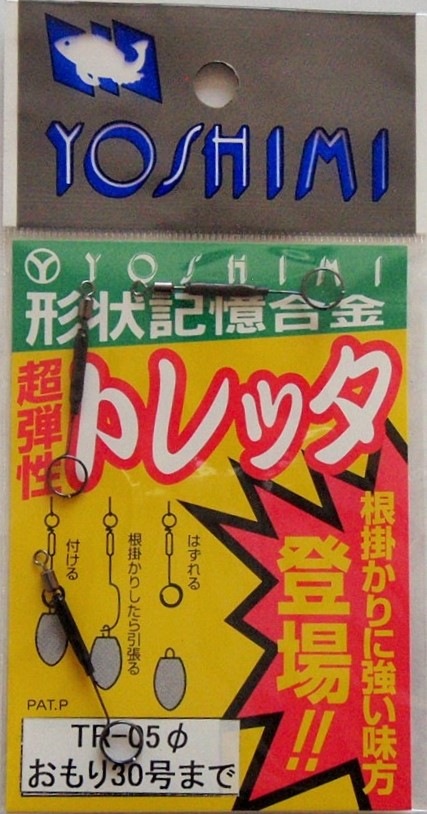 YOSHIMI
YOSHIMI
形状記憶合金
超弾性
トレッタ
付ける
根掛かりしたら引張る
はずれる
根掛かりに強い味方
登場!!
PAT.P
TR-05φ
おもり30号まで